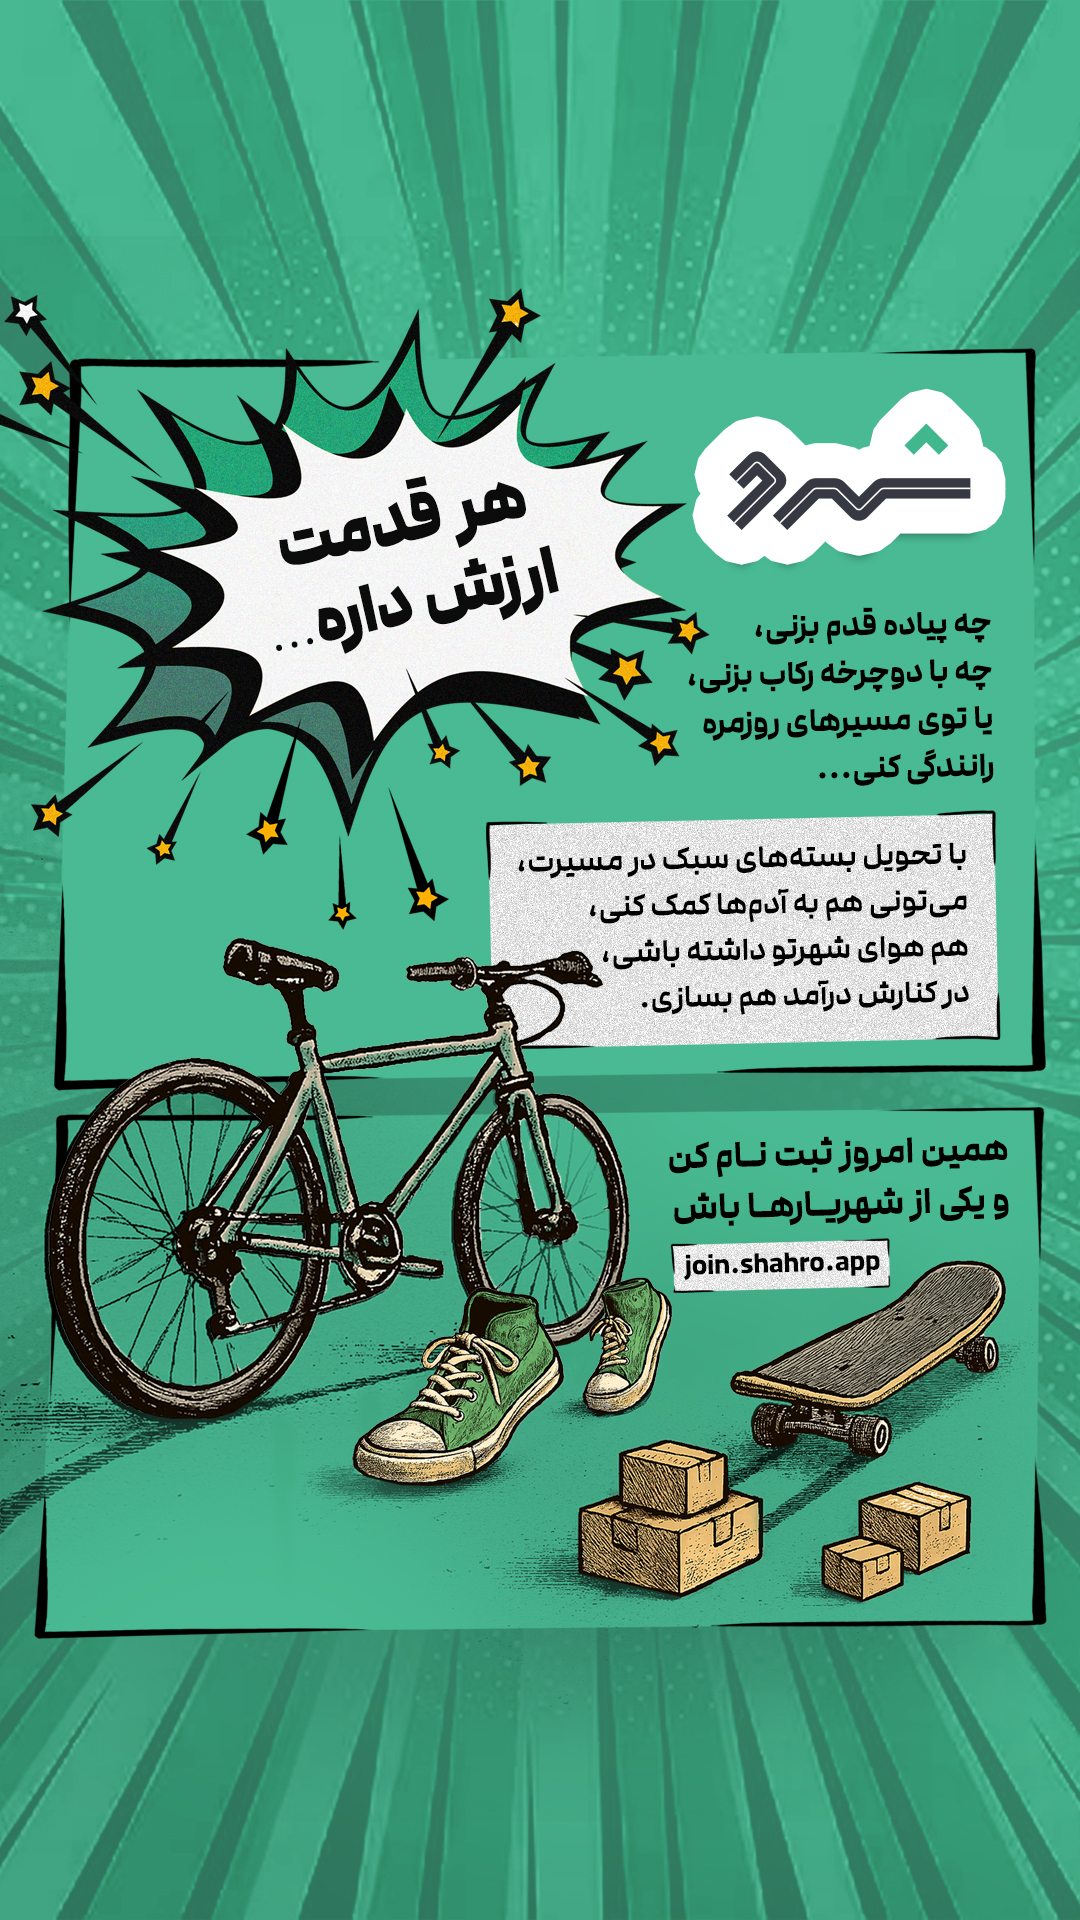 شهرو
هر قدمت
ارزش داره...
چه پیاده قدم بزنی،
چه با دوچرخه رکاب بزنی،
یا توی مسیرهای روزمره
رانندگی کنی...
با تحویل بسته‌های سبک در مسیرت،
می‌تونی هم به آدم‌ها کمک کنی،
هم هوای شهرتو داشته باشی،
در کنارش درآمد هم بسازی.
همین امروز ثبت نـام کن
و یکی از شهریـارهـا باش
join.shahro.app